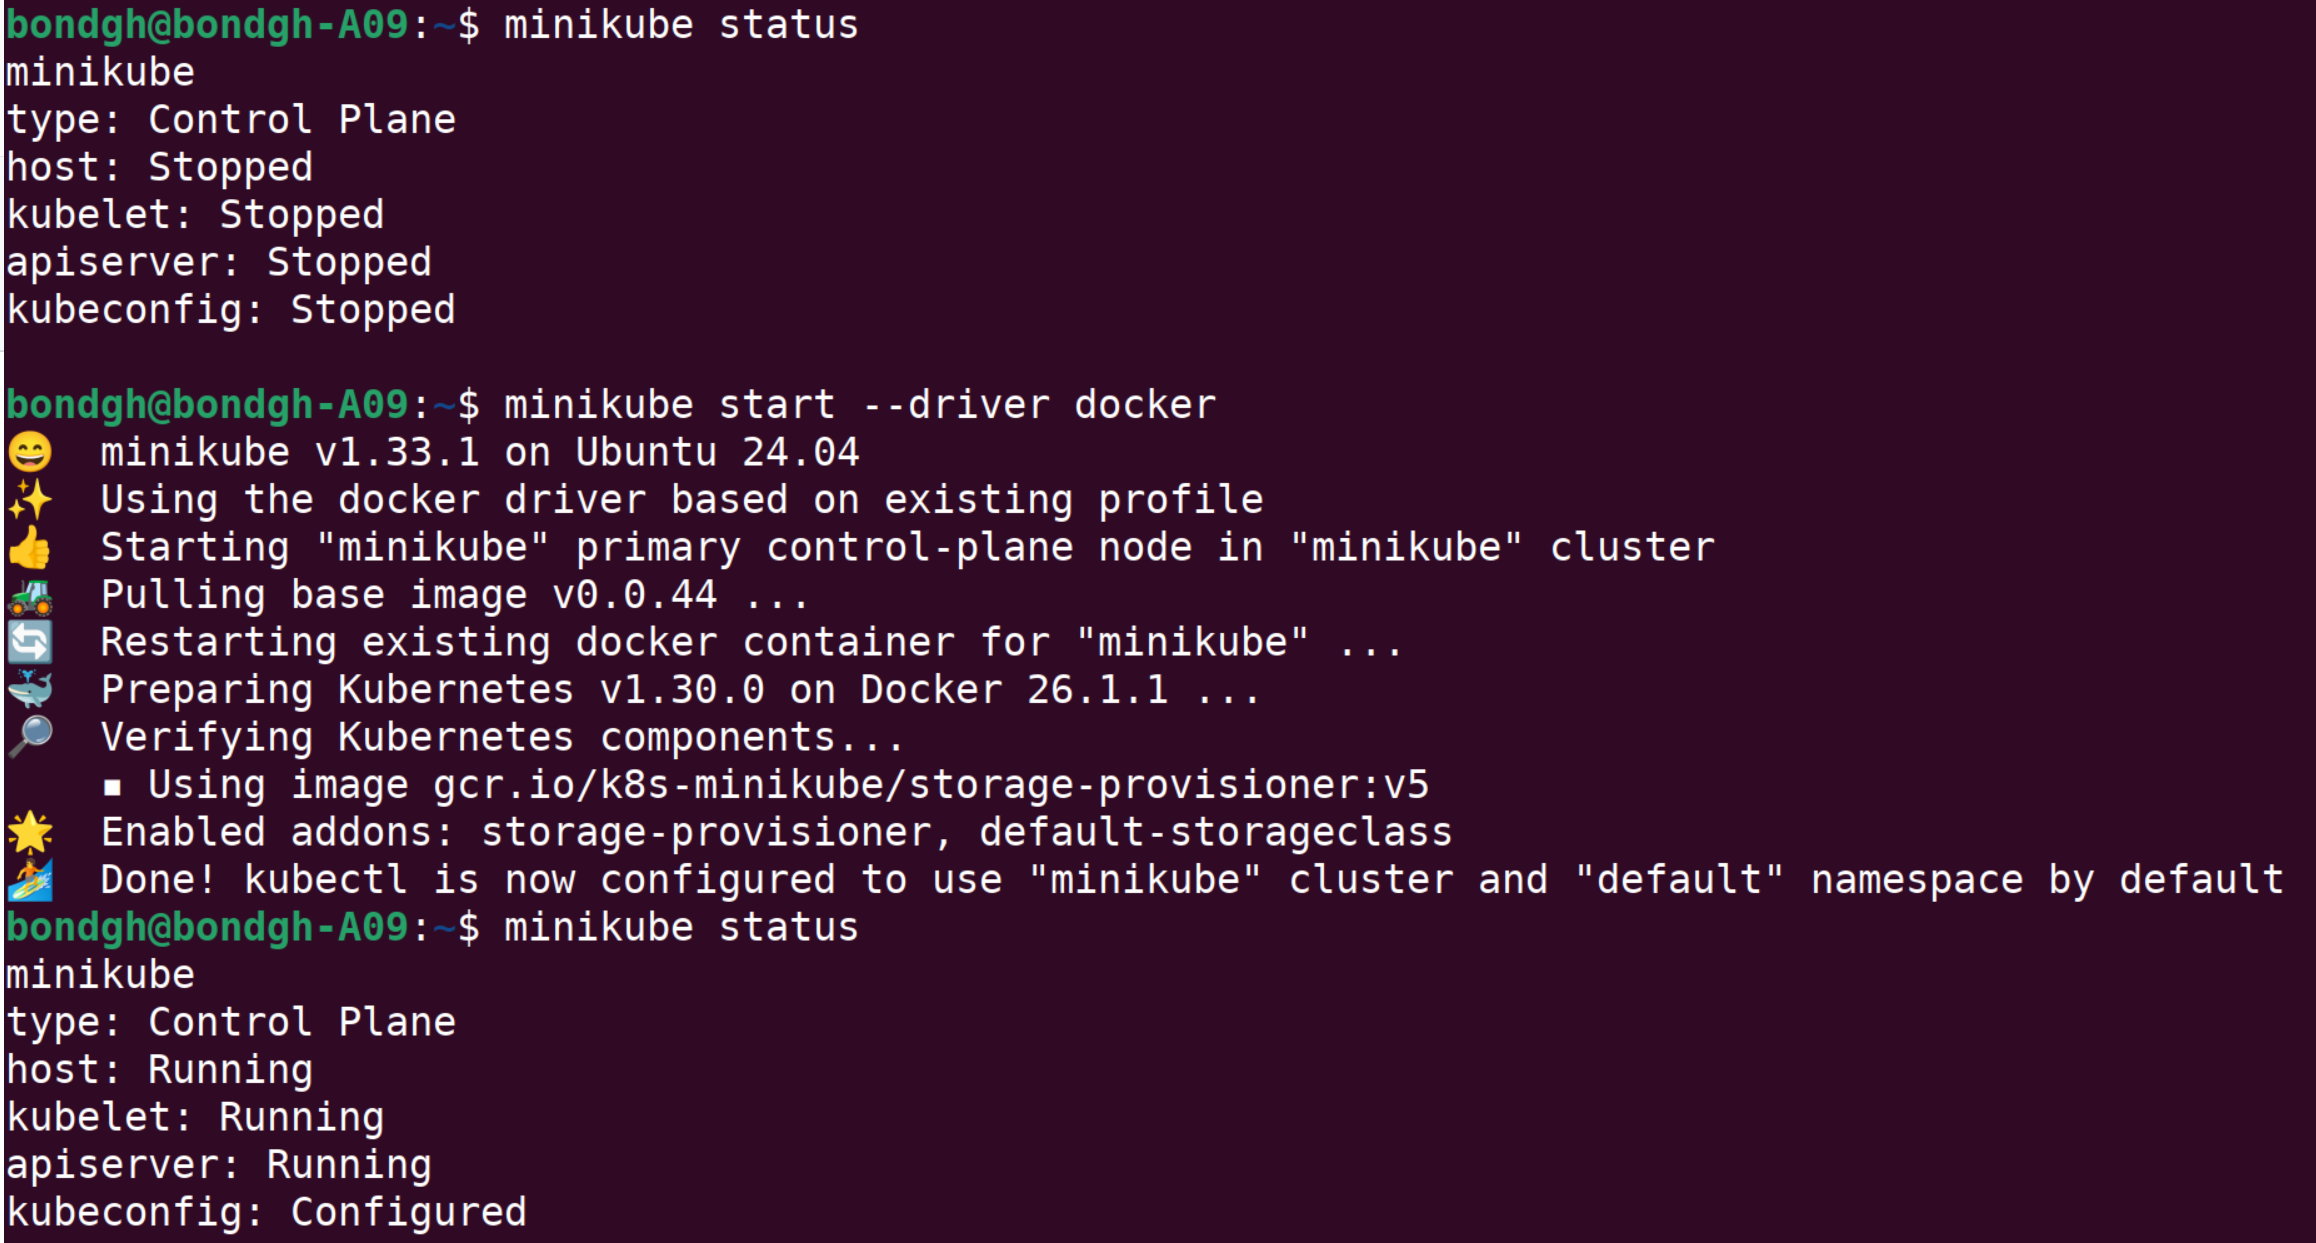 bondgh@bondgh-A09:~$ minikube status
minikube
type: Control Plane
host: Stopped
kubelet: Stopped
apiserver: Stopped
kubeconfig: Stopped

bondgh@bondgh-A09:~$ minikube start --driver docker
😄  minikube v1.33.1 on Ubuntu 24.04
✨  Using the docker driver based on existing profile
👍  Starting "minikube" primary control-plane node in "minikube" cluster
🚜  Pulling base image v0.0.44 ...
🔄  Restarting existing docker container for "minikube" ...
🐳  Preparing Kubernetes v1.30.0 on Docker 26.1.1 ...
🔎  Verifying Kubernetes components...
    ▪ Using image gcr.io/k8s-minikube/storage-provisioner:v5
🌟  Enabled addons: storage-provisioner, default-storageclass
🏄  Done! kubectl is now configured to use "minikube" cluster and "default" namespace by default
bondgh@bondgh-A09:~$ minikube status
minikube
type: Control Plane
host: Running
kubelet: Running
apiserver: Running
kubeconfig: Configured